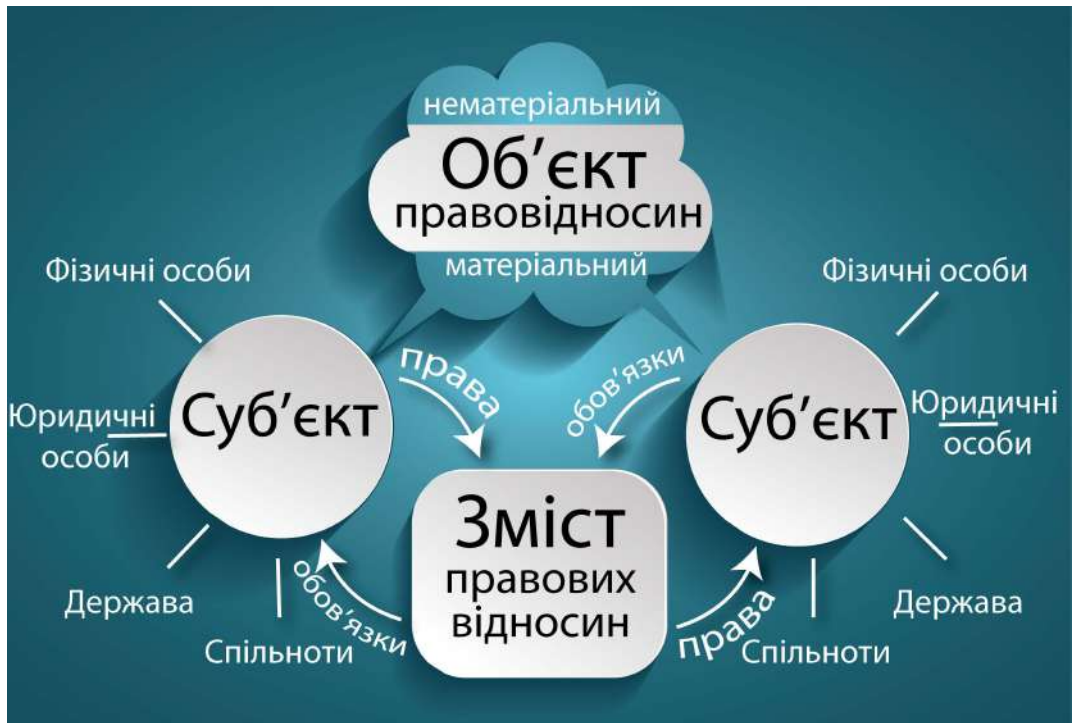 нематеріальний
Об’єкт
правовідносин
матеріальний
Фізичні особи
Фізичні особи
права
обов’язки
Суб’єкт
Суб’єкт
Юридичні
особи
Юридичні
особи
Зміст
правових
відносин
обов’язки
права
Держава
Держава
Спільноти
Спільноти